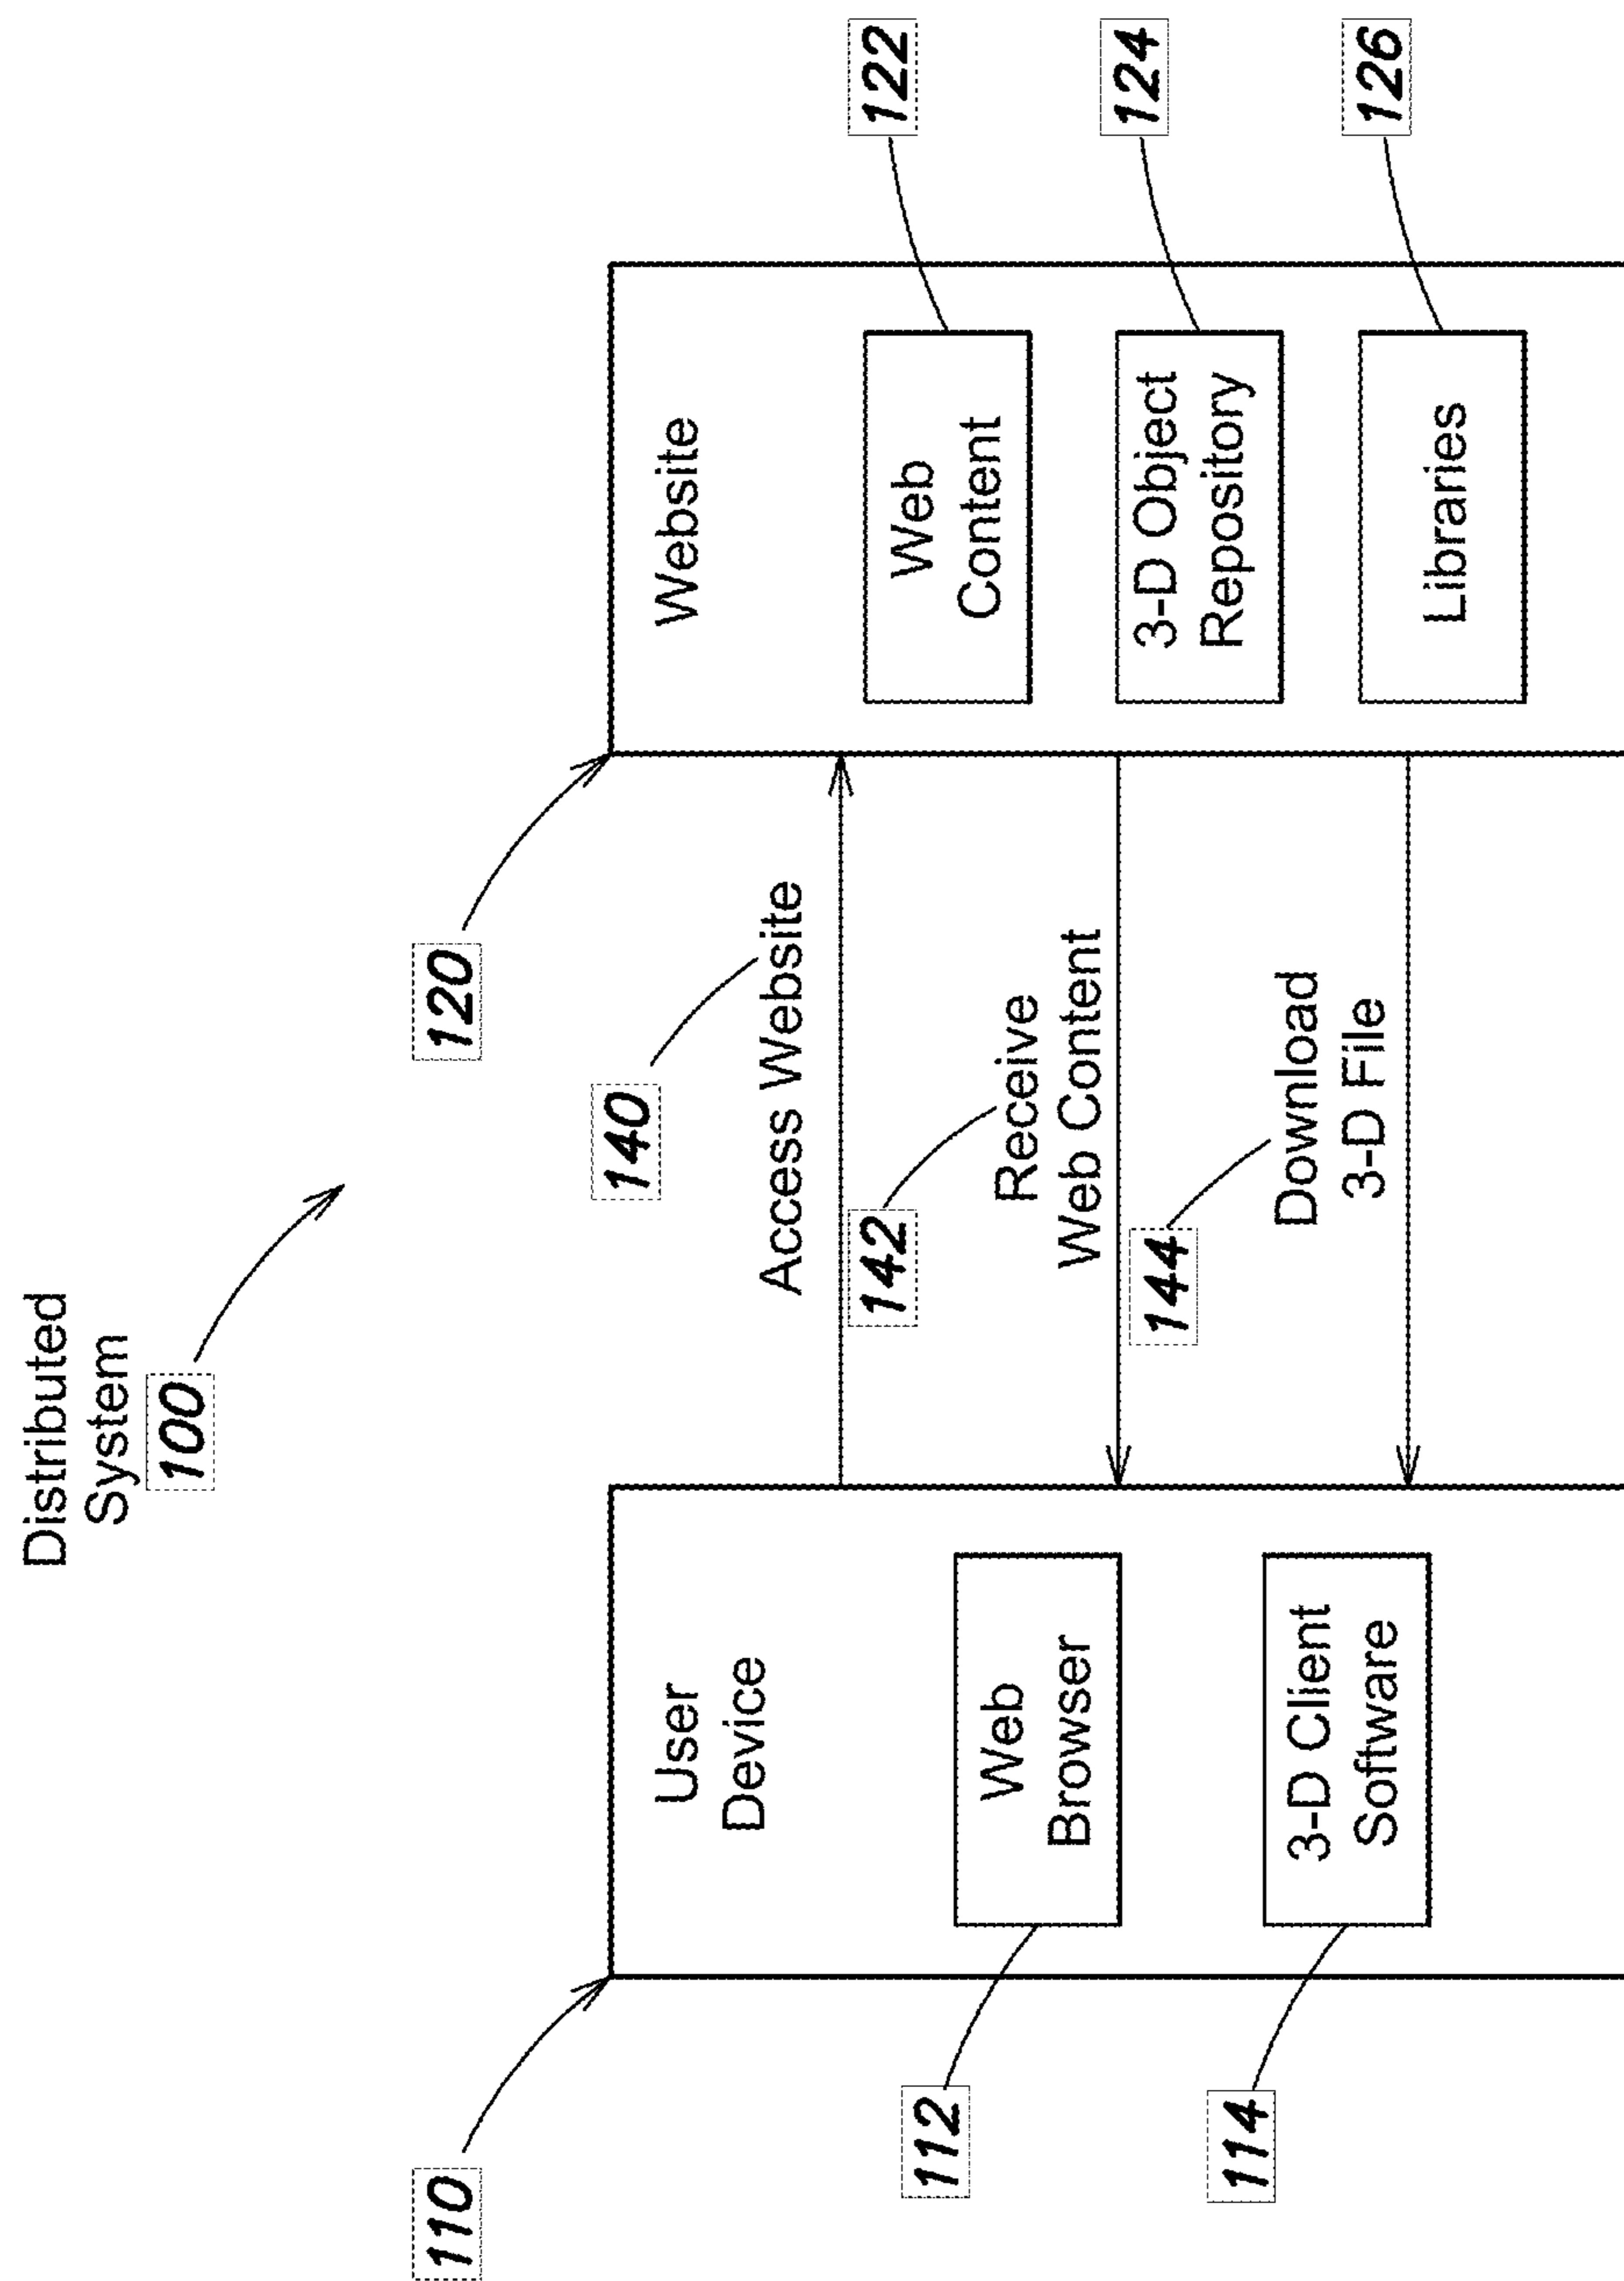 Distributed
System
100
110
User
Device
112
Web
Browser
114
3-D Client
Software
140
Access Website
142
Receive
Web Content
144
Download
3-D File
120
Website
Web
Content
122
3-D Object
Repository
124
Libraries
126